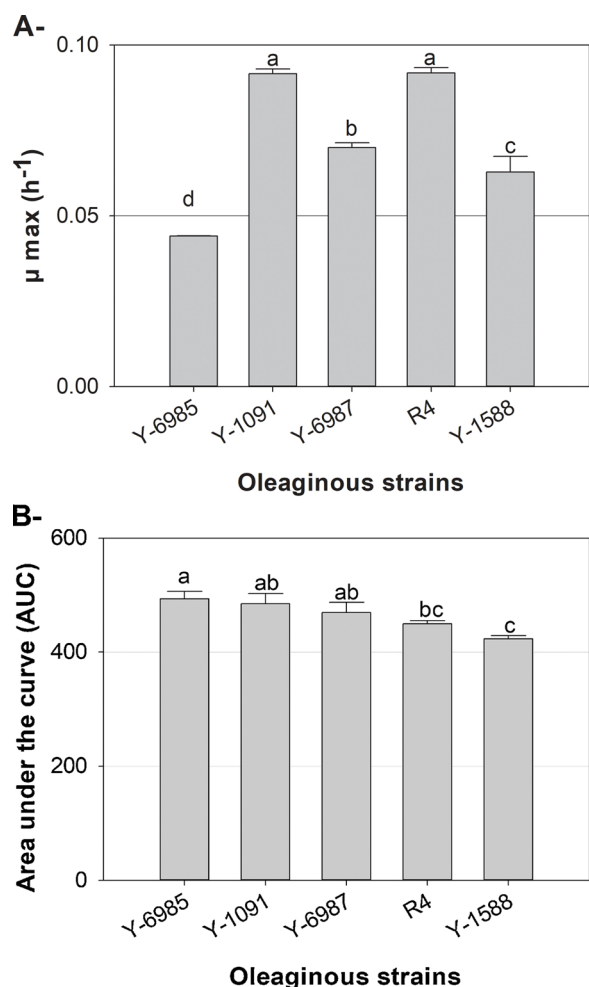 A-
0.10
a
a
b
c
d
0.05
0.00
µ max (h⁻¹)
Y-6985
Y-1091
Y-6987
R4
Y-1588
Oleaginous strains
B-
600
a
ab
ab
bc
c
400
200
0
Area under the curve (AUC)
Y-6985
Y-1091
Y-6987
R4
Y-1588
Oleaginous strains